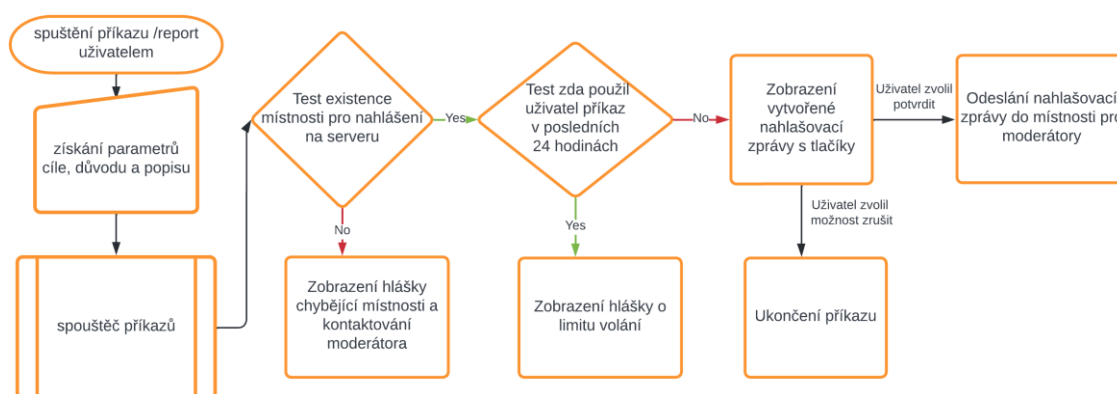 spuštění příkazu /report
uživatelem
získání parametrů
cíle, důvodu a popisu
spouštěč příkazů
Test existence
místnosti pro nahlášení
na serveru
Yes
No
Zobrazení hlášky
chybějící místnosti a
kontaktování
moderátora
Test zda použil
uživatel příkaz
v posledních
24 hodinách
No
Yes
Zobrazení hlášky o
limitu volání
Zobrazení
vytvořené
nahlašovací
zprávy s tlačíky
Uživatel zvolil
potvrdit
Uživatel zvolil
možnost zrušit
Ukončení příkazu
Odeslání nahlašovací
zprávy do místnosti pro
moderátory